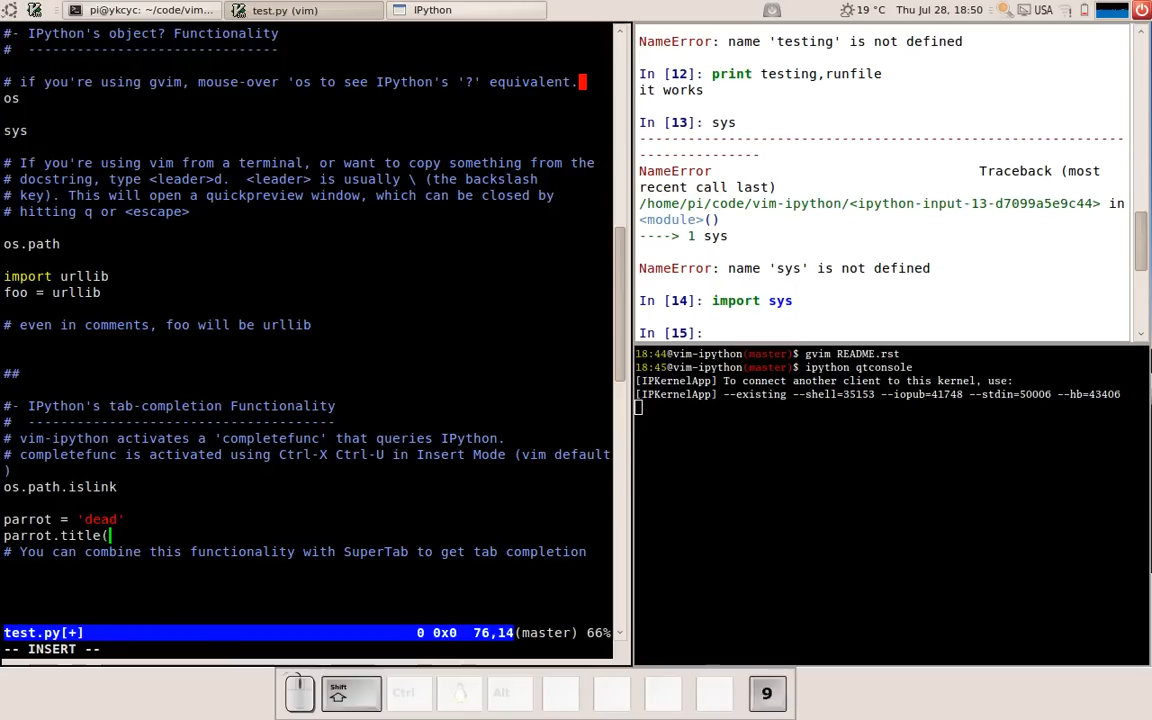 pi@ykcyc: ~/code/vim...
test.py (vim)
IPython
19 °C
Thu Jul 28, 18:50
USA
#- IPython's object? Functionality
#  -------------------------------
# if you're using gvim, mouse-over 'os to see IPython's '?' equivalent.
os
sys
# If you're using vim from a terminal, or want to copy something from the
# docstring, type <leader>d.  <leader> is usually \ (the backslash
# key). This will open a quickpreview window, which can be closed by
# hitting q or <escape>
os.path
import urllib
foo = urllib
# even in comments, foo will be urllib
##
#- IPython's tab-completion Functionality
#  --------------------------------------
# vim-ipython activates a 'completefunc' that queries IPython.
# completefunc is activated using Ctrl-X Ctrl-U in Insert Mode (vim default
)
os.path.islink
parrot = 'dead'
parrot.title(
# You can combine this functionality with SuperTab to get tab completion
test.py[+]                                          0 0x0  76,14(master) 66%
-- INSERT --
NameError: name 'testing' is not defined
In [12]: print testing,runfile
it works
In [13]: sys
------------------------------------------------------------
---------------
NameError                                 Traceback (most
recent call last)
/home/pi/code/vim-ipython/<ipython-input-13-d7099a5e9c44> in
<module>()
----> 1 sys
NameError: name 'sys' is not defined
In [14]: import sys
In [15]:
18:44@vim-ipython(master)$ gvim README.rst
18:45@vim-ipython(master)$ ipython qtconsole
[IPKernelApp] To connect another client to this kernel, use:
[IPKernelApp] --existing --shell=35153 --iopub=41748 --stdin=50006 --hb=43406
Shift
Ctrl
Alt
9